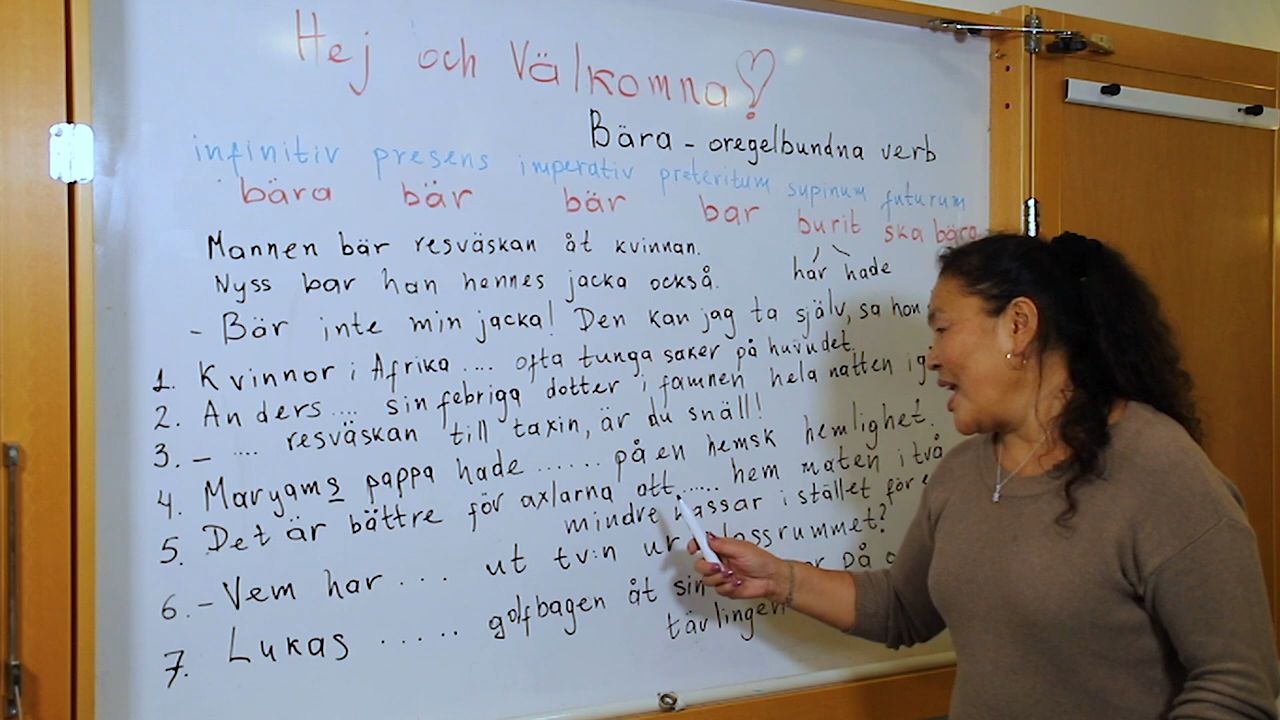 Hej och Välkomna!
Bära - oregelbundna verb
infinitiv presens imperativ preteritum supinum futurum
bära bär bär bar burit ska bära
har hade
Mannen bär resväskan åt kvinnan.
Nyss bar han hennes jacka också.
- Bär inte min jacka! Den kan jag ta själv, sa hon
1. Kvinnor i Afrika .... ofta tunga saker på huvudet.
2. Anders .... sin febriga dotter i famnen hela natten
3. - .... resväskan till taxin, är du snäll!
4. Maryams pappa hade ...... på en hemsk hemlighet.
5. Det är bättre för axlarna att ..... hem maten i två
mindre kassar i stället för
6. - Vem har ... ut tv:n ur klassrummet?
7. Lukas ..... golfbagen åt sin på
tävlingen